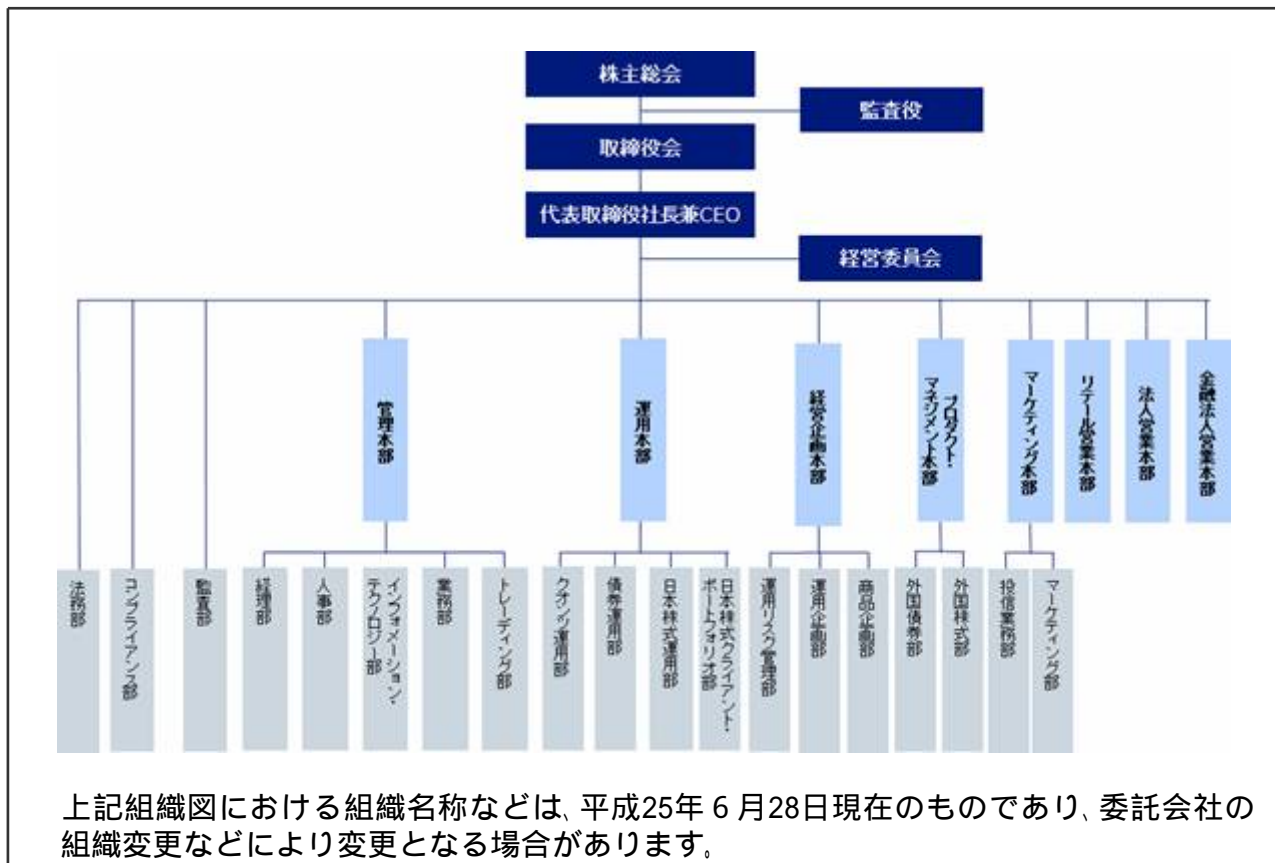 株主総会
監査役
取締役会
代表取締役社長兼CEO
経営委員会
管理本部
運用本部
経営企画本部
プロダクト・
マネジメント本部
マーケティング本部
リテール営業本部
法人営業本部
金融法人営業本部
法務部
コンプライアンス部
監査部
経理部
人事部
インフォメーション・
テクノロジー部
業務部
トレーディング部
クオンツ運用部
債券運用部
日本株式運用部
日本株式クライアント・
ポートフォリオ部
運用リスク管理部
運用企画部
商品企画部
外国債券部
外国株式部
投信業務部
マーケティング部
上記組織図における組織名称などは、平成25年6月28日現在のものであり、委託会社の
組織変更などにより変更となる場合があります。